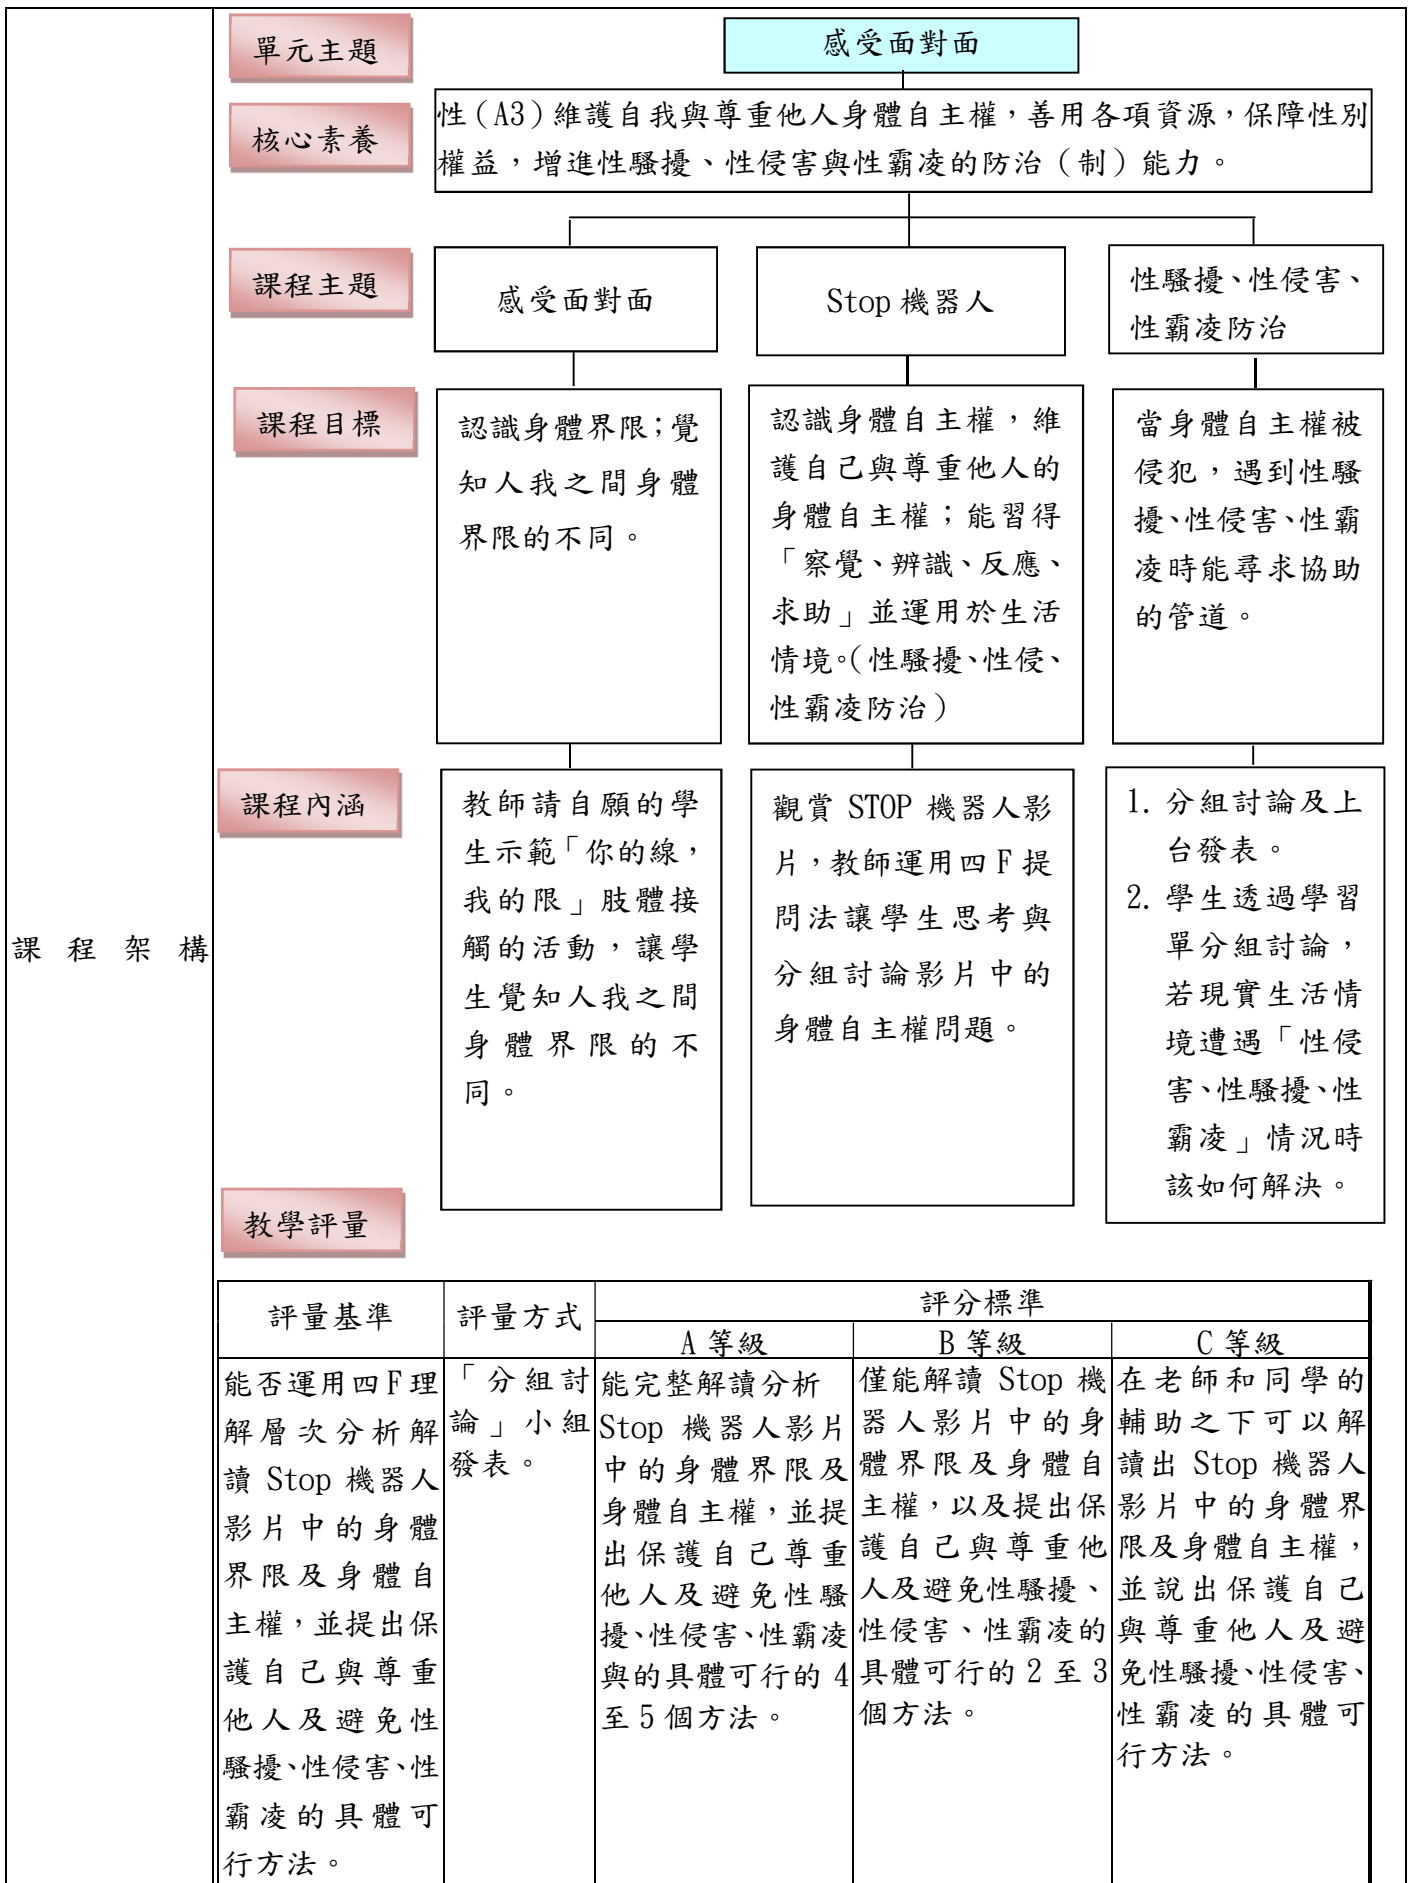 課程架構
單元主題
感受面對面
核心素養
性（A3）維護自我與尊重他人身體自主權，善用各項資源，保障性別
權益，增進性騷擾、性侵害與性霸凌的防治（制）能力。
課程主題
感受面對面
Stop 機器人
性騷擾、性侵害、
性霸凌防治
課程目標
認識身體界限；覺
知人我之間身體
界限的不同。
認識身體自主權，維
護自己與尊重他人的
身體自主權；能習得
「察覺、辨識、反應、
求助」並運用於生活
情境。（性騷擾、性侵、
性霸凌防治）
當身體自主權被
侵犯，遇到性騷
擾、性侵害、性霸
凌時能尋求協助
的管道。
課程內涵
教師請自願的學
生示範「你的線，
我的限」肢體接
觸的活動，讓學
生覺知人我之間
身體界限的不
同。
觀賞 STOP 機器人影
片，教師運用四 F 提
問法讓學生思考與
分組討論影片中的
身體自主權問題。
1. 分組討論及上
台發表。
2. 學生透過學習
單分組討論，
若現實生活情
境遭遇「性侵
害、性騷擾、性
霸凌」情況時
該如何解決。
教學評量
評量基準
評量方式
評分標準
A 等級
B 等級
C 等級
能否運用四 F 理
解層次分析解
讀 Stop 機器人
影片中的身體
界限及身體自
主權，並提出保
護自己與尊重
他人及避免性
騷擾、性侵害、性
霸凌的具體可
行方法。
「分組討
論」小組
發表。
能完整解讀分析
Stop 機器人影片
中的身體界限及
身體自主權，並提
出保護自己尊重
他人及避免性騷
擾、性侵害、性霸凌
與的具體可行的 4
至 5 個方法。
僅能解讀 Stop 機
器人影片中的身
體界限及身體自
主權，以及提出保
護自己與尊重他
人及避免性騷擾、
性侵害、性霸凌的
具體可行的 2 至 3
個方法。
在老師和同學的
輔助之下可以解
讀出 Stop 機器人
影片中的身體界
限及身體自主權，
並說出保護自己
與尊重他人及避
免性騷擾、性侵害、
性霸凌的具體可
行方法。